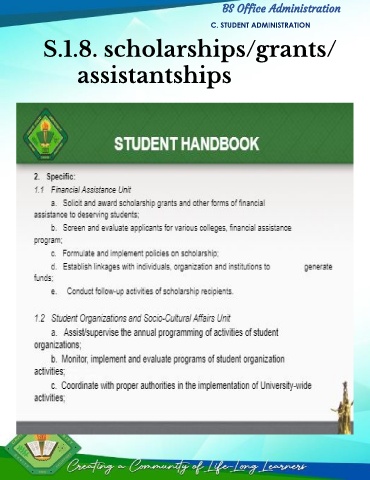 BS Office Administration
C. STUDENT ADMINISTRATION
S.1.8. scholarships/grants/
assistantships
STUDENT HANDBOOK
2. Specific:
1.1 Financial Assistance Unit
a. Solicit and award scholarship grants and other forms of financial
assistance to deserving students;
b. Screen and evaluate applicants for various colleges, financial assistance
program;
c. Formulate and implement policies on scholarship;
d. Establish linkages with individuals, organization and institutions to generate
funds;
e. Conduct follow-up activities of scholarship recipients.
1.2 Student Organizations and Socio-Cultural Affairs Unit
a. Assist/supervise the annual programming of activities of student
organizations;
b. Monitor, implement and evaluate programs of student organization
activities;
c. Coordinate with proper authorities in the implementation of University-wide
activities;
Creating a Community of Life-Long Learners